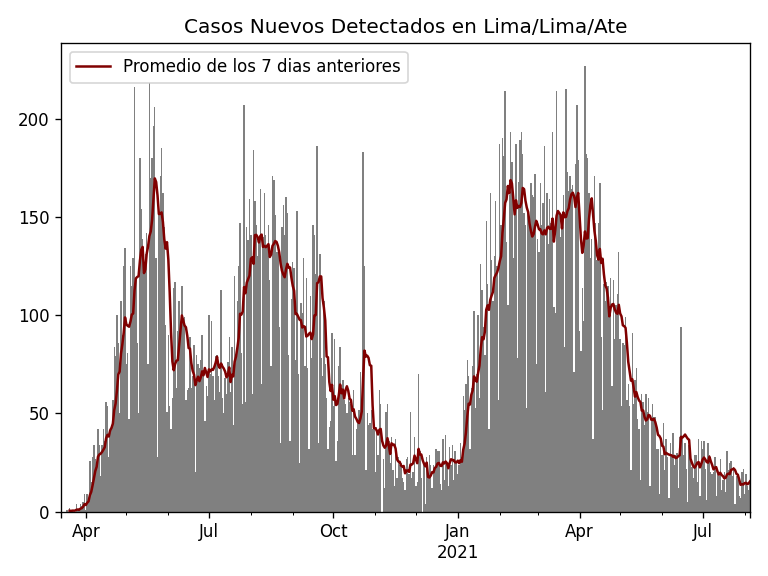 Casos Nuevos Detectados en Lima/Lima/Ate
Promedio de los 7 dias anteriores
200
150
100
50
0
Apr Jul Oct Jan Apr Jul
2021